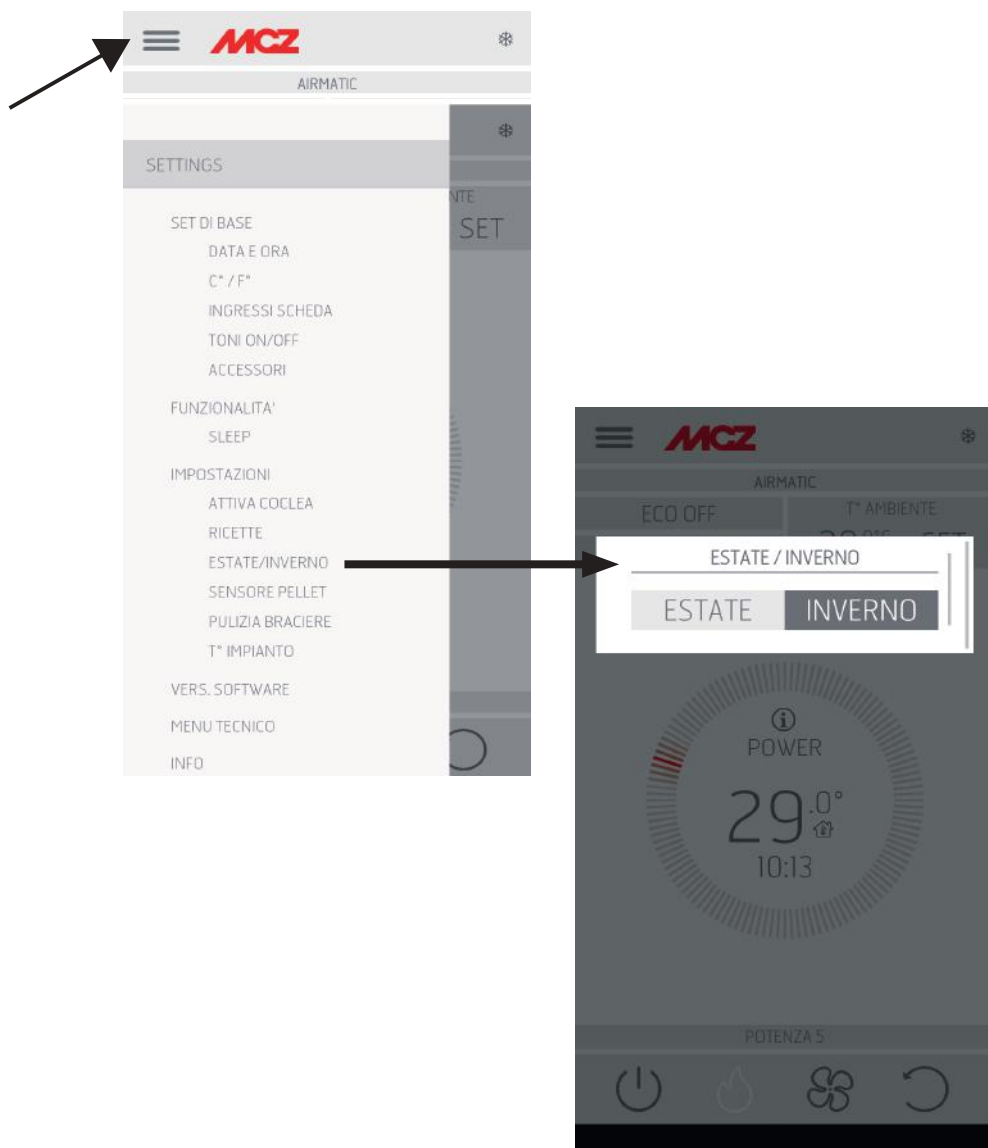 MCZ
AIRMATIC
SETTINGS
NTE
SET
SET DI BASE
DATA E ORA
C° / F°
INGRESSI SCHEDA
TONI ON/OFF
ACCESSORI
FUNZIONALITA'
SLEEP
IMPOSTAZIONI
ATTIVA COCLEA
RICETTE
ESTATE/INVERNO
SENSORE PELLET
PULIZIA BRACIERE
T° IMPIANTO
VERS. SOFTWARE
MENU TECNICO
INFO
MCZ
AIRMATIC
ECO OFF
T° AMBIENTE
ESTATE / INVERNO
ESTATE INVERNO
POWER
29.0°
10:13
POTENZA 5